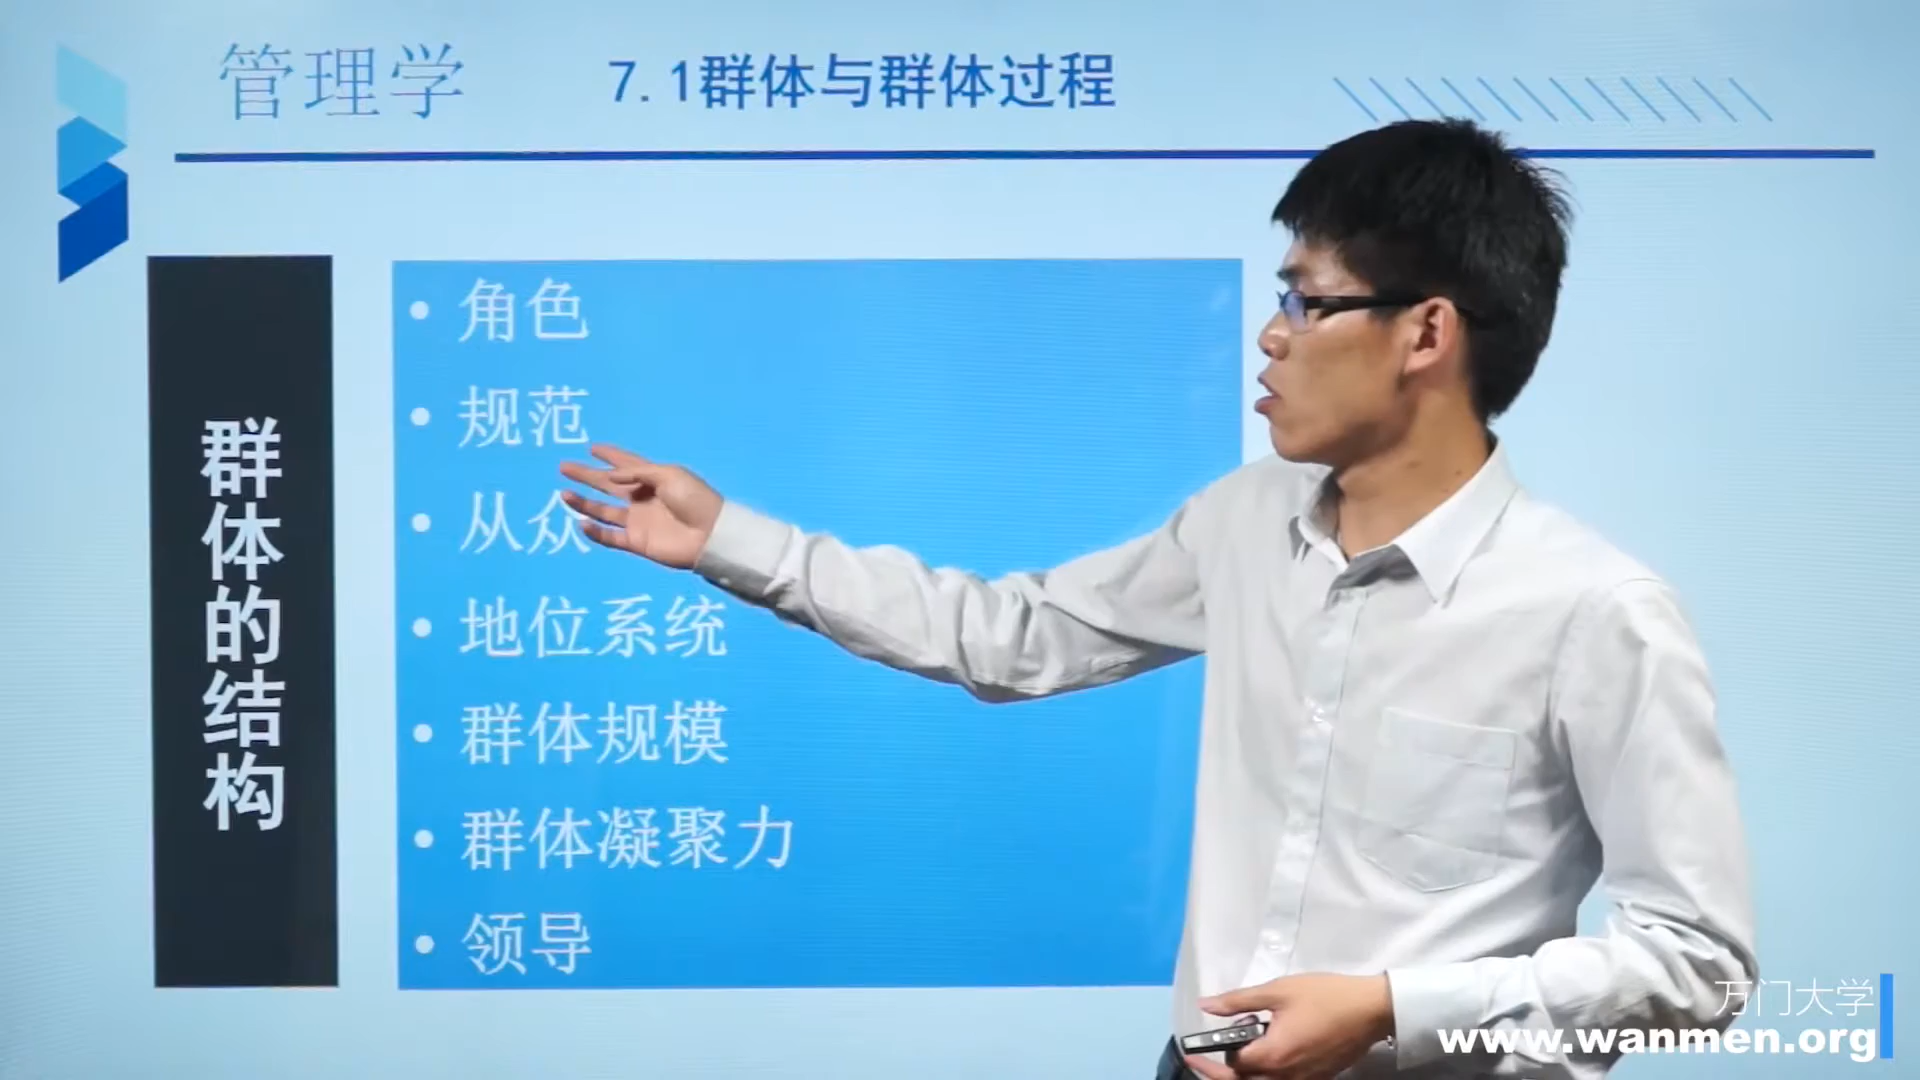 管理学
7.1群体与群体过程
群体的结构
• 角色
• 规范
• 从众
• 地位系统
• 群体规模
• 群体凝聚力
• 领导
万门大学
www.wanmen.org